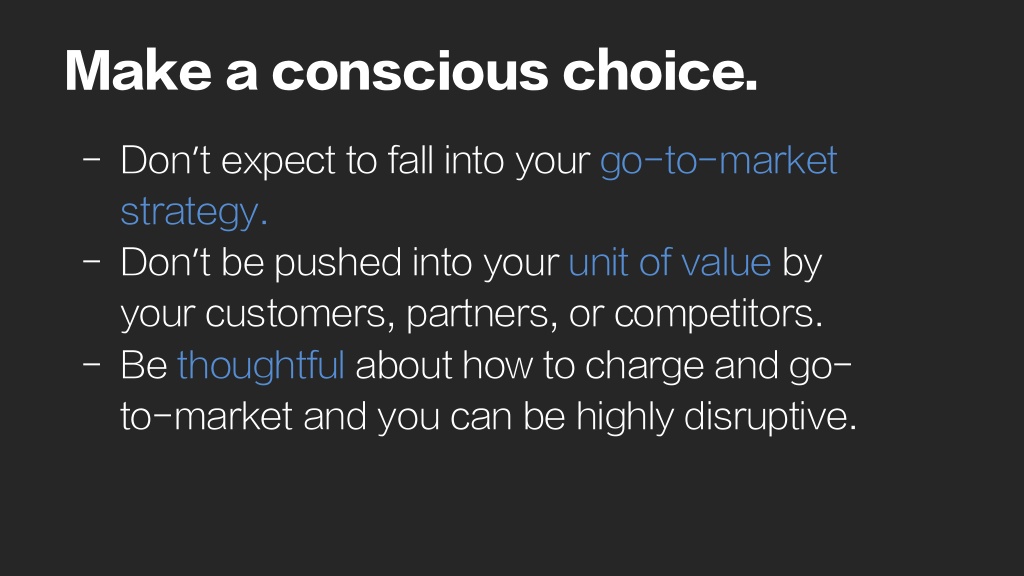 Make a conscious choice.
- Don't expect to fall into your go-to-market
strategy.
- Don't be pushed into your unit of value by
your customers, partners, or competitors.
- Be thoughtful about how to charge and go-
to-market and you can be highly disruptive.